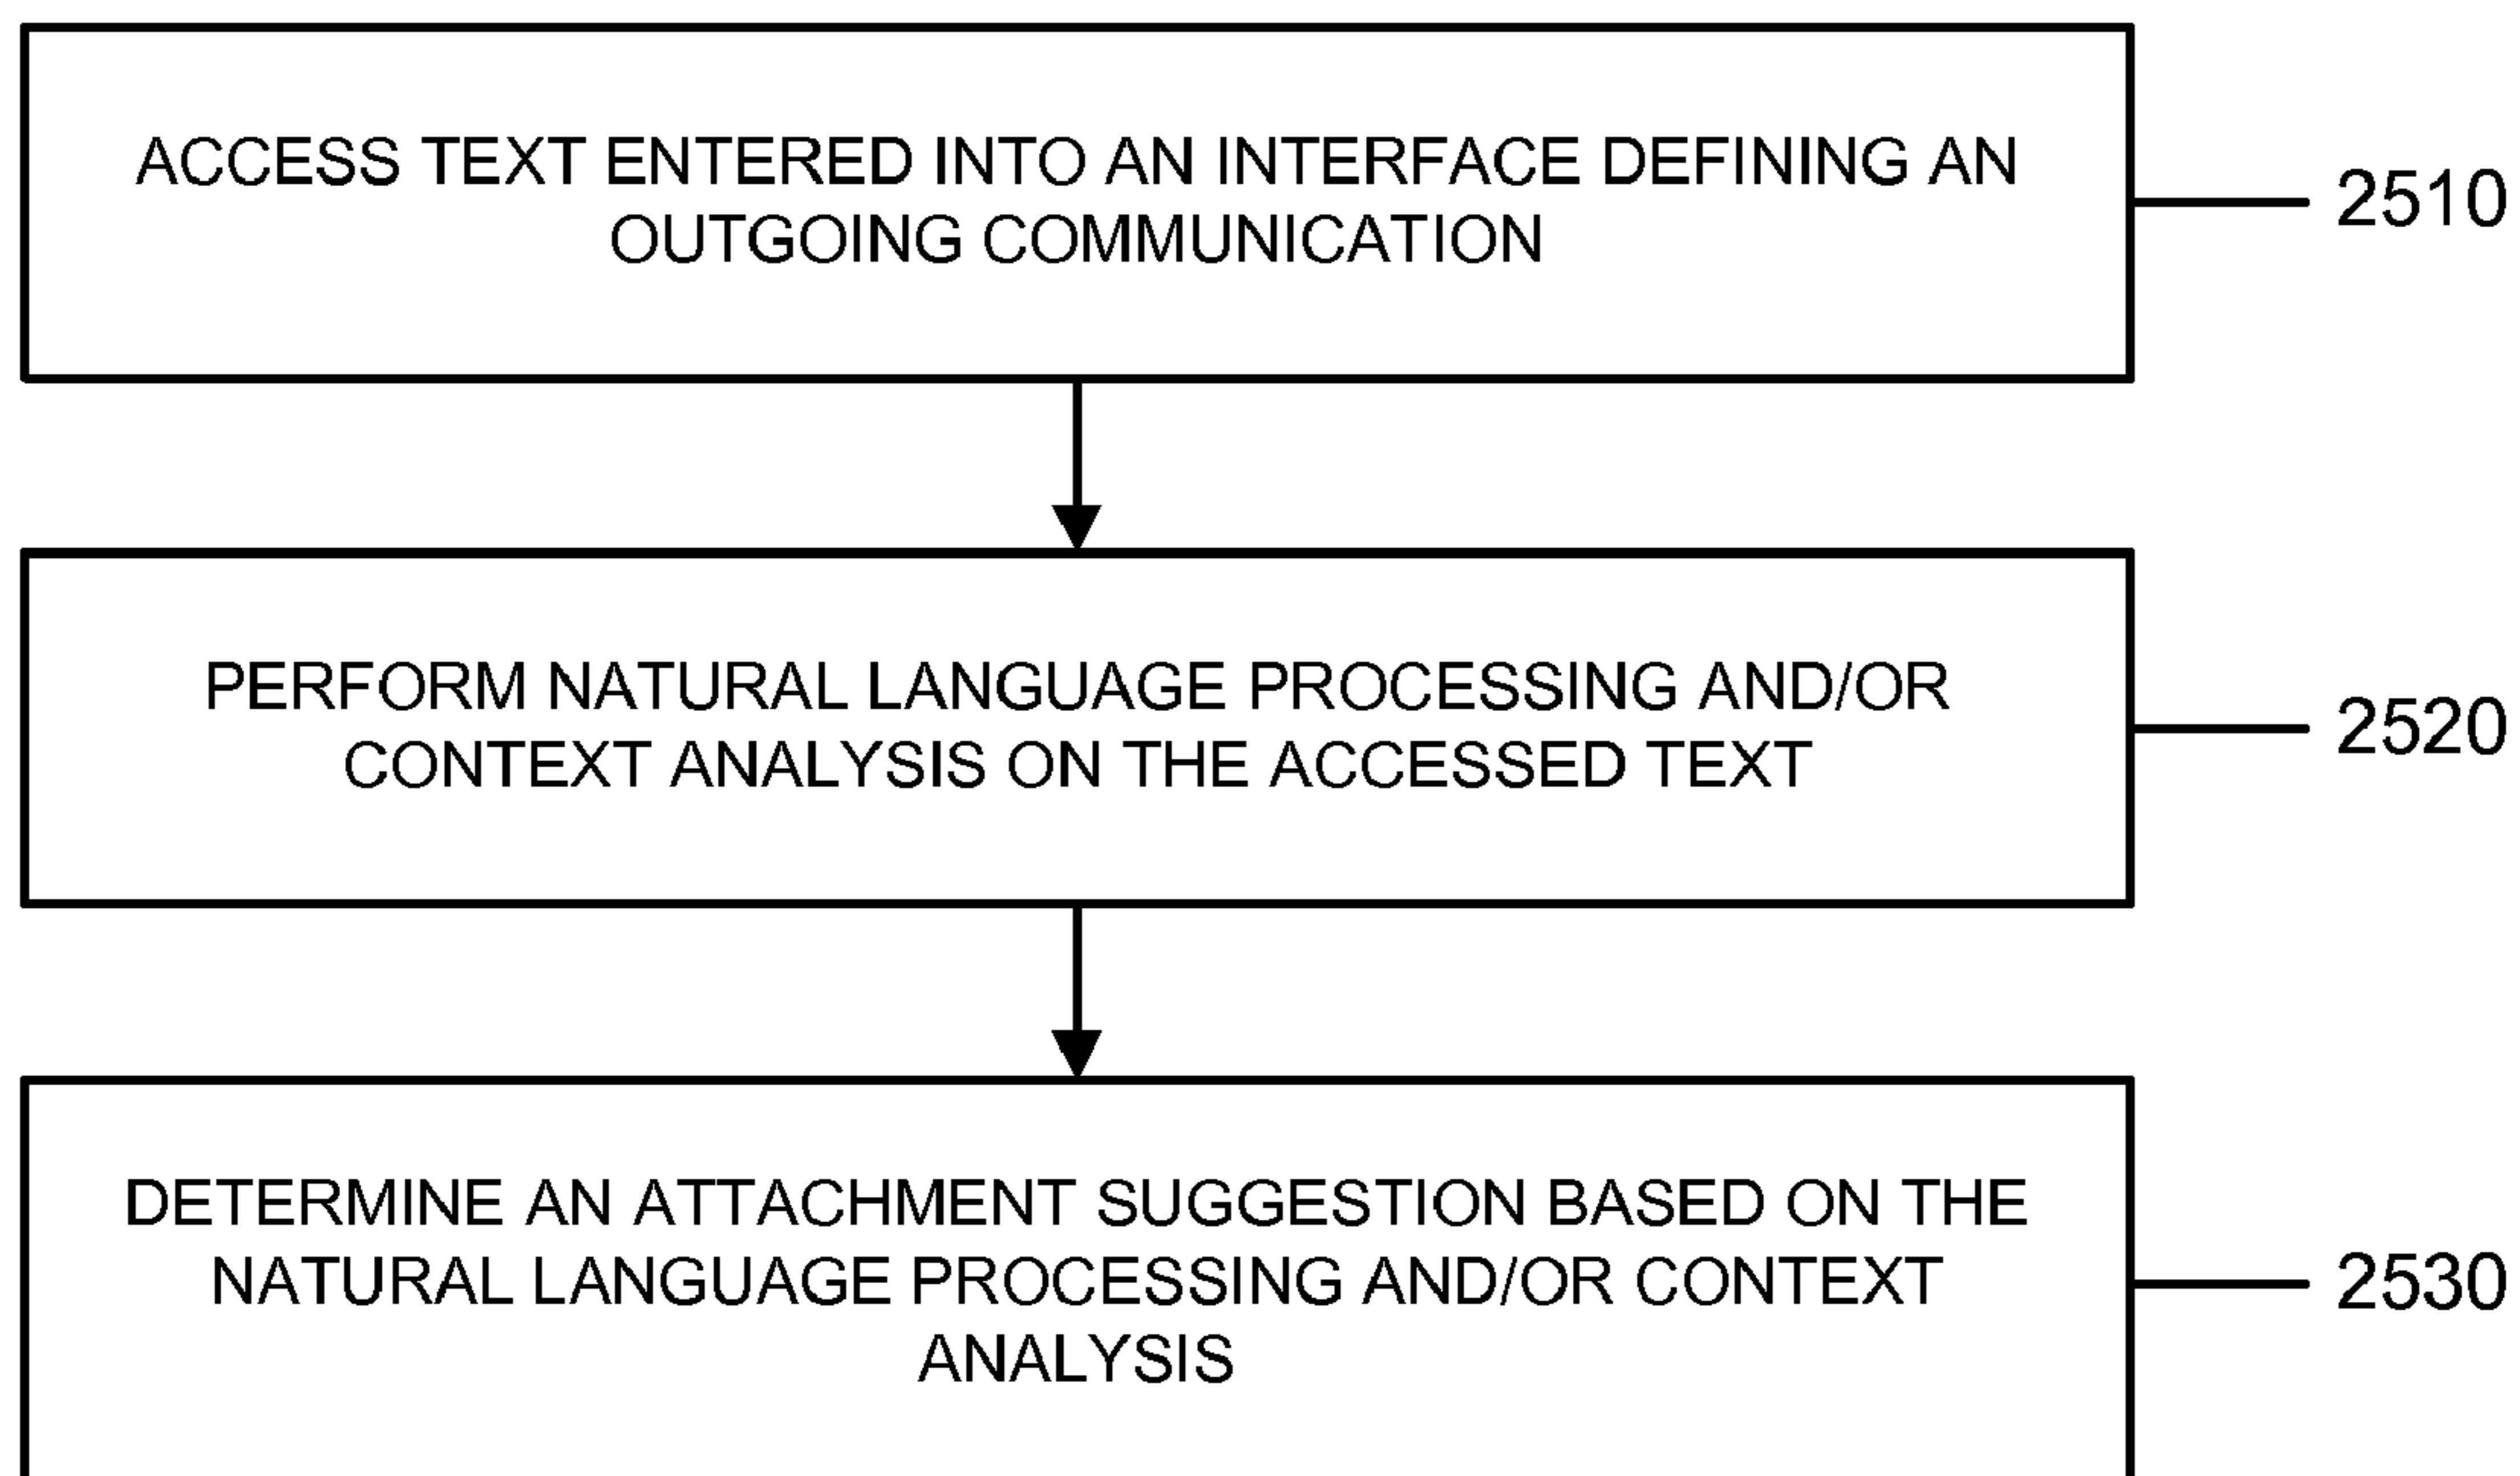 ACCESS TEXT ENTERED INTO AN INTERFACE DEFINING AN
OUTGOING COMMUNICATION
2510
PERFORM NATURAL LANGUAGE PROCESSING AND/OR
CONTEXT ANALYSIS ON THE ACCESSED TEXT
2520
DETERMINE AN ATTACHMENT SUGGESTION BASED ON THE
NATURAL LANGUAGE PROCESSING AND/OR CONTEXT
ANALYSIS
2530